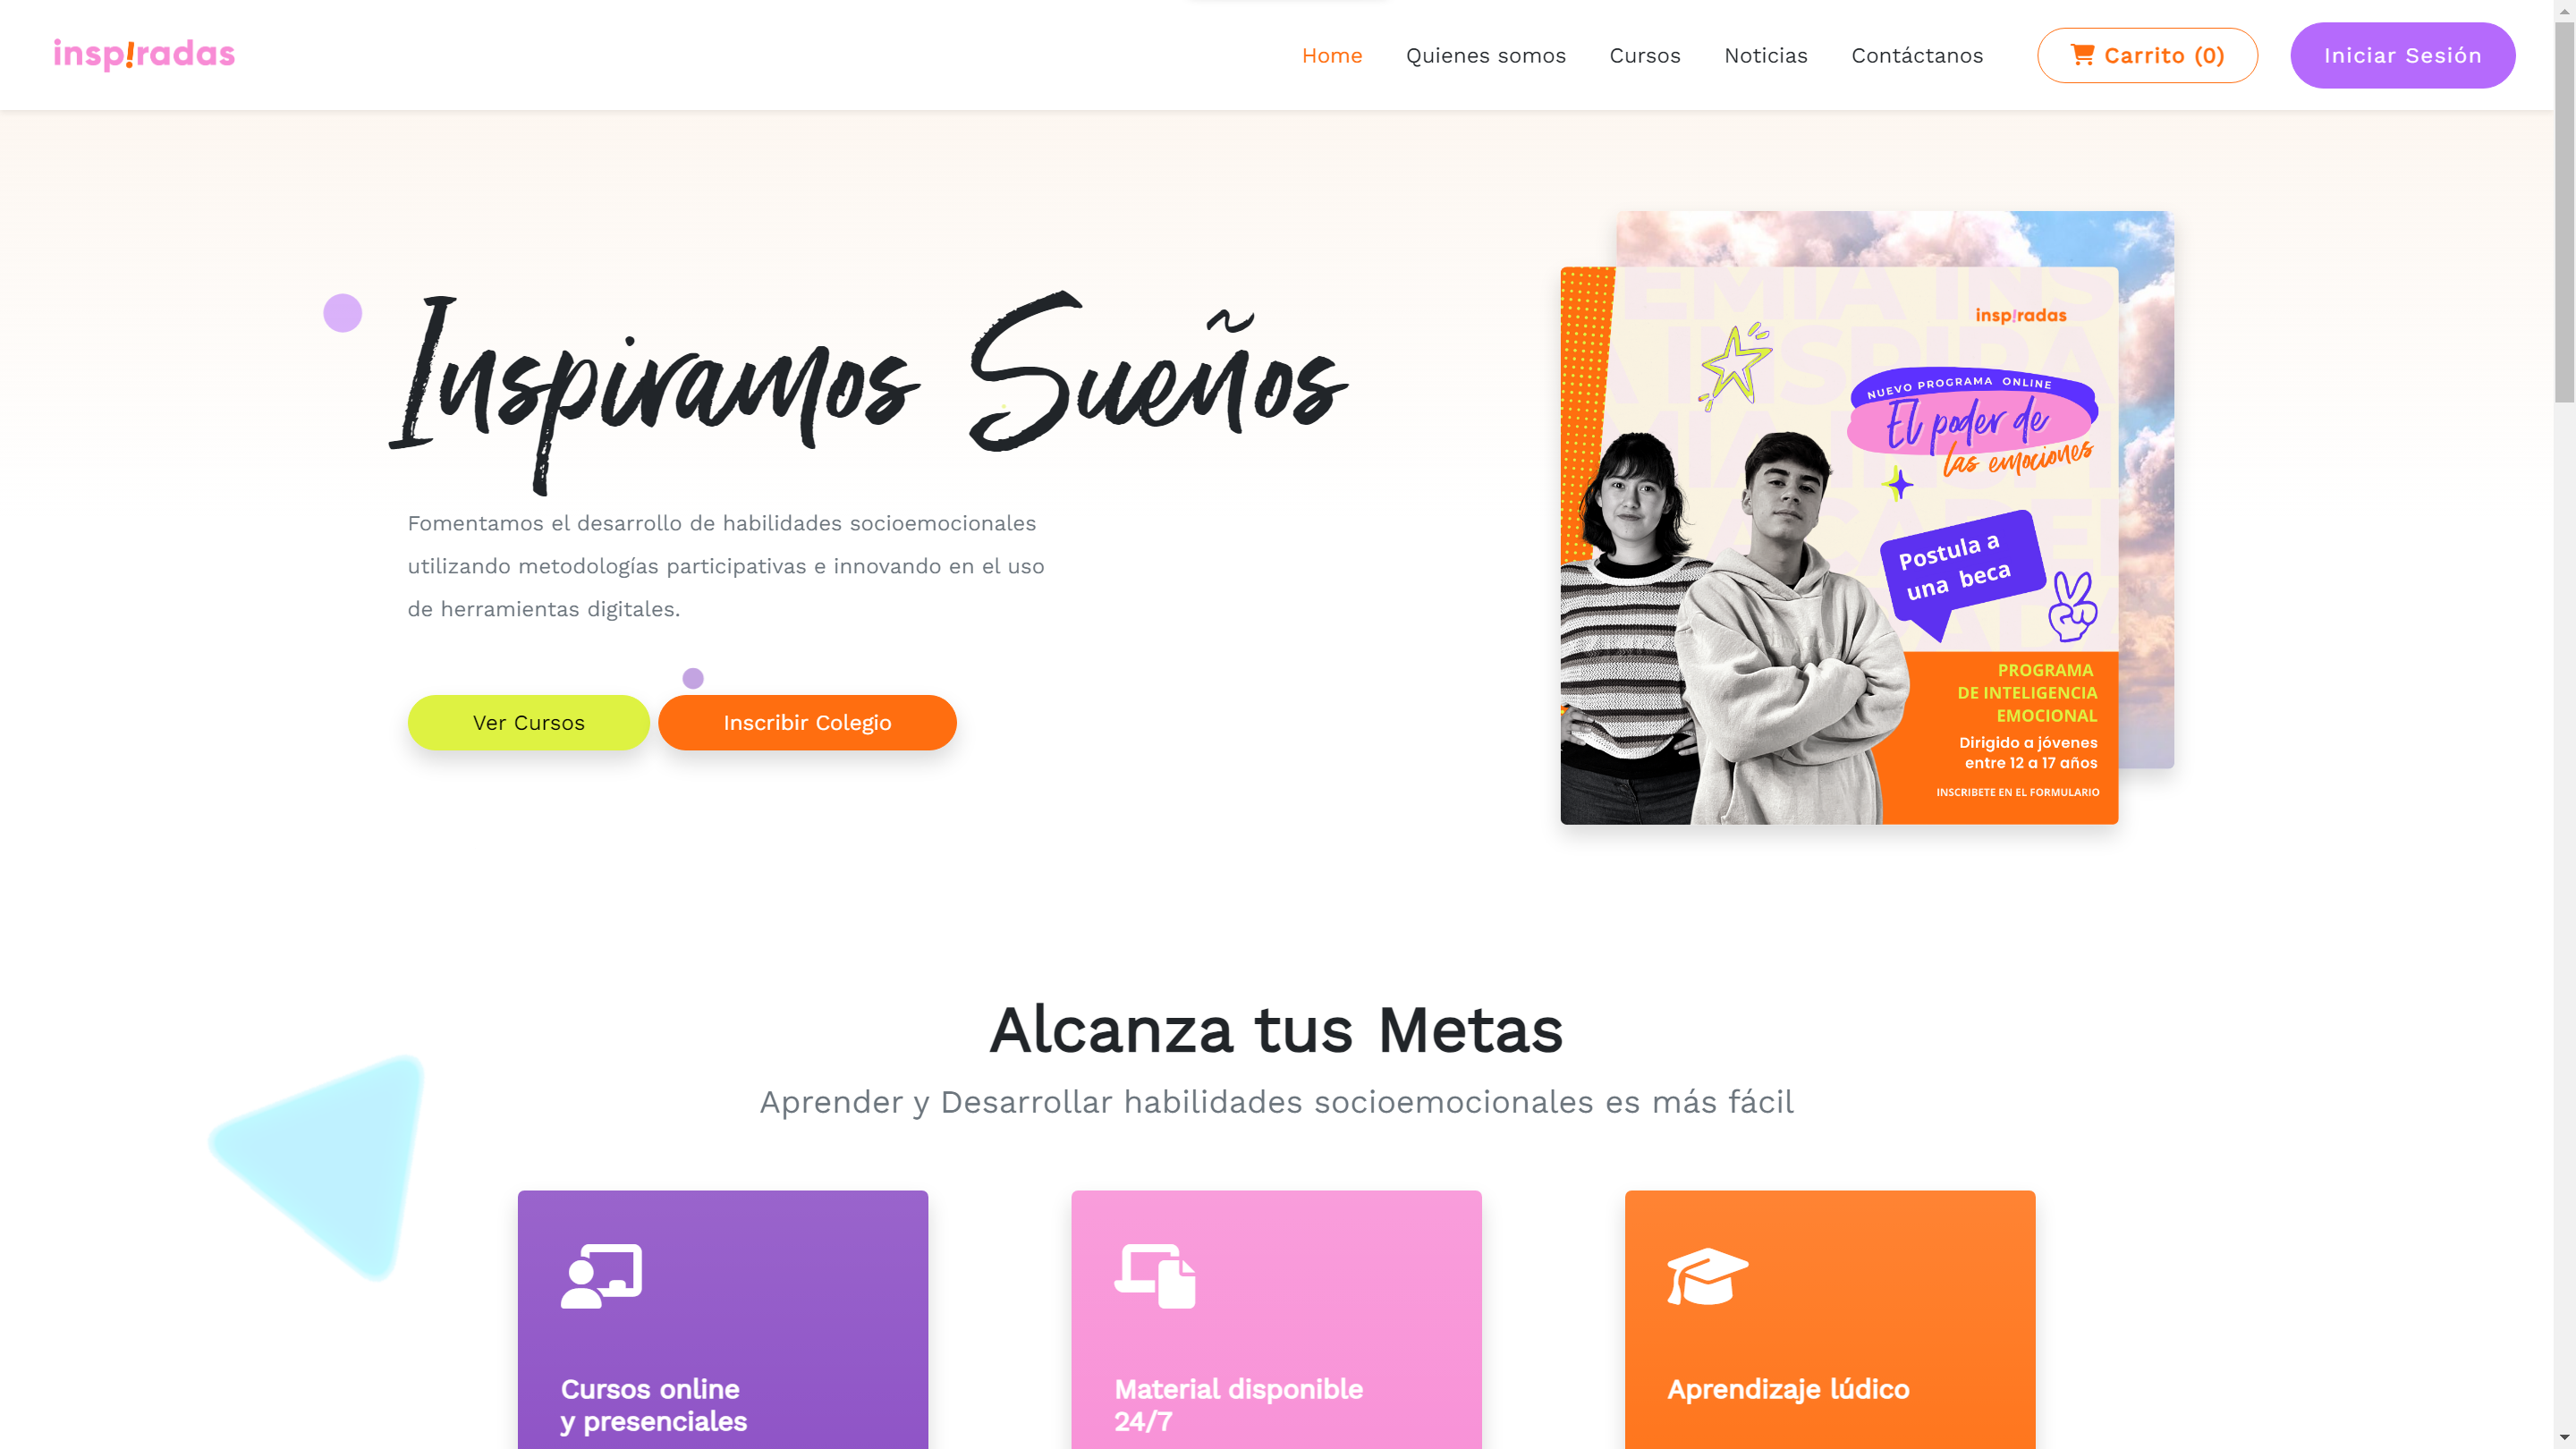 insp!radas
Home
Quienes somos
Cursos
Noticias
Contáctanos
Carrito (0)
Iniciar Sesión
Inspiramos Sueños
Fomentamos el desarrollo de habilidades socioemocionales
utilizando metodologías participativas e innovando en el uso
de herramientas digitales.
Ver Cursos
Inscribir Colegio
insp!radas
NUEVO PROGRAMA ONLINE
El poder de
las emociones
Postula a
una beca
PROGRAMA
DE INTELIGENCIA
EMOCIONAL
Dirigido a jóvenes
entre 12 a 17 años
INSCRIBETE EN EL FORMULARIO
Alcanza tus Metas
Aprender y Desarrollar habilidades socioemocionales es más fácil
Cursos online
y presenciales
Material disponible
24/7
Aprendizaje lúdico